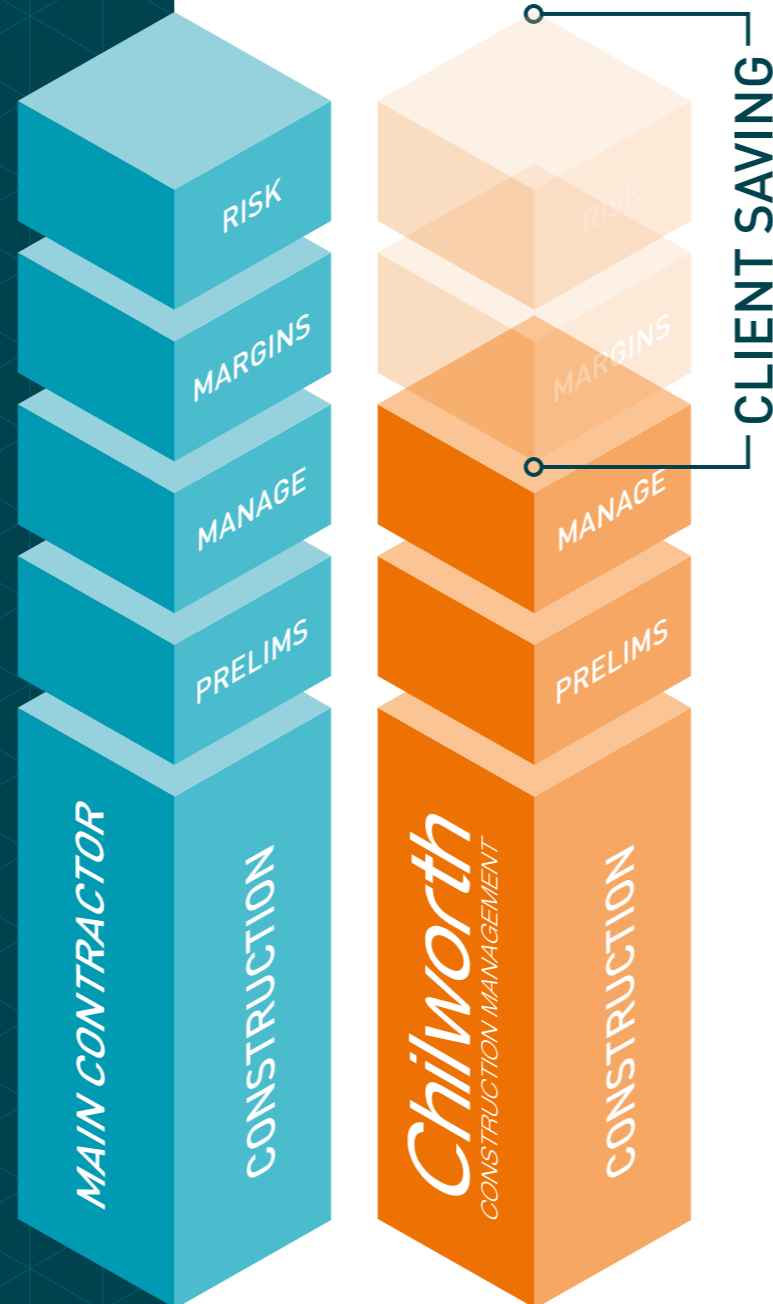 RISK
MARGINS
MANAGE
PRELIMS
MAIN CONTRACTOR
CONSTRUCTION
RISK
MARGINS
MANAGE
PRELIMS
Chilworth
CONSTRUCTION MANAGEMENT
CONSTRUCTION
CLIENT SAVING